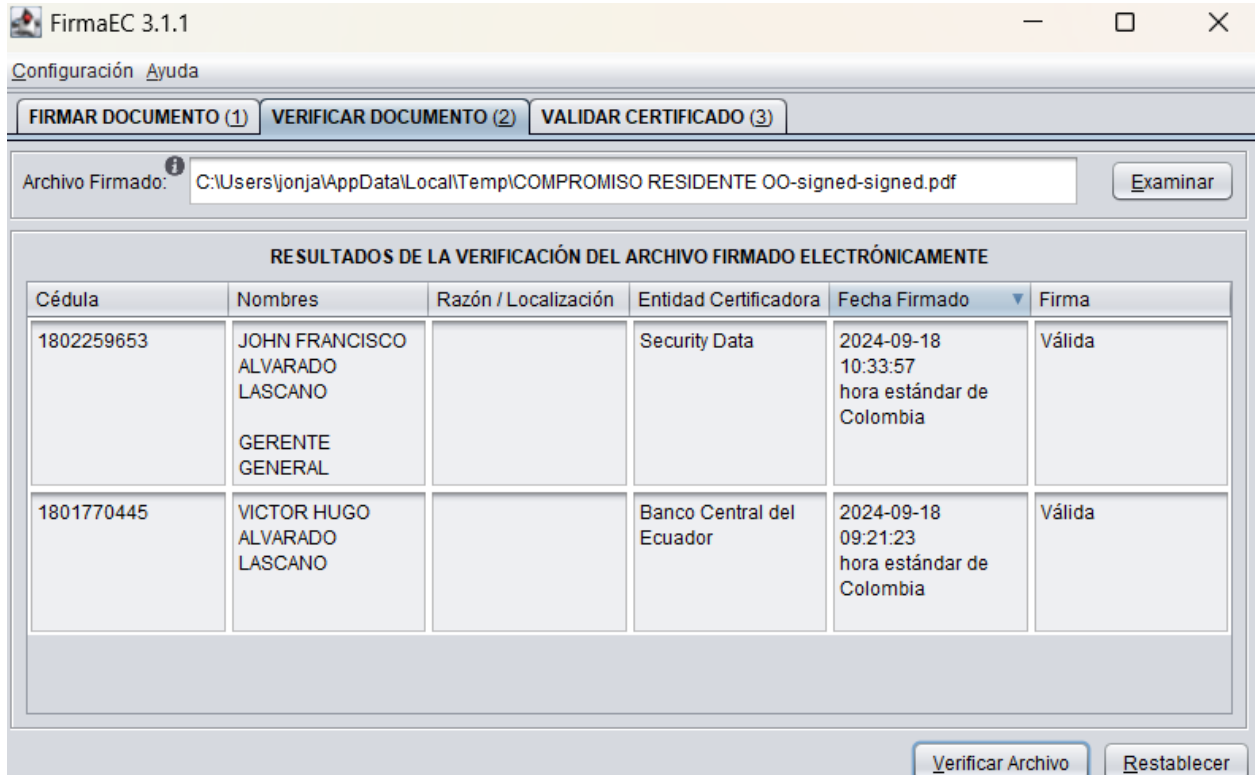 FirmaEC 3.1.1
Configuración Ayuda
FIRMAR DOCUMENTO (1) VERIFICAR DOCUMENTO (2) VALIDAR CERTIFICADO (3)
Archivo Firmado: C:\Users\jonja\AppData\Local\Temp\COMPROMISO RESIDENTE OO-signed-signed.pdf Examinar
RESULTADOS DE LA VERIFICACIÓN DEL ARCHIVO FIRMADO ELECTRÓNICAMENTE
Cédula Nombres Razón / Localización Entidad Certificadora Fecha Firmado Firma
1802259653 JOHN FRANCISCO Security Data 2024-09-18 Válida
ALVARADO 10:33:57
LASCANO hora estándar de
Colombia
GERENTE
GENERAL
1801770445 VICTOR HUGO Banco Central del 2024-09-18 Válida
ALVARADO Ecuador 09:21:23
LASCANO hora estándar de
Colombia
Verificar Archivo Restablecer